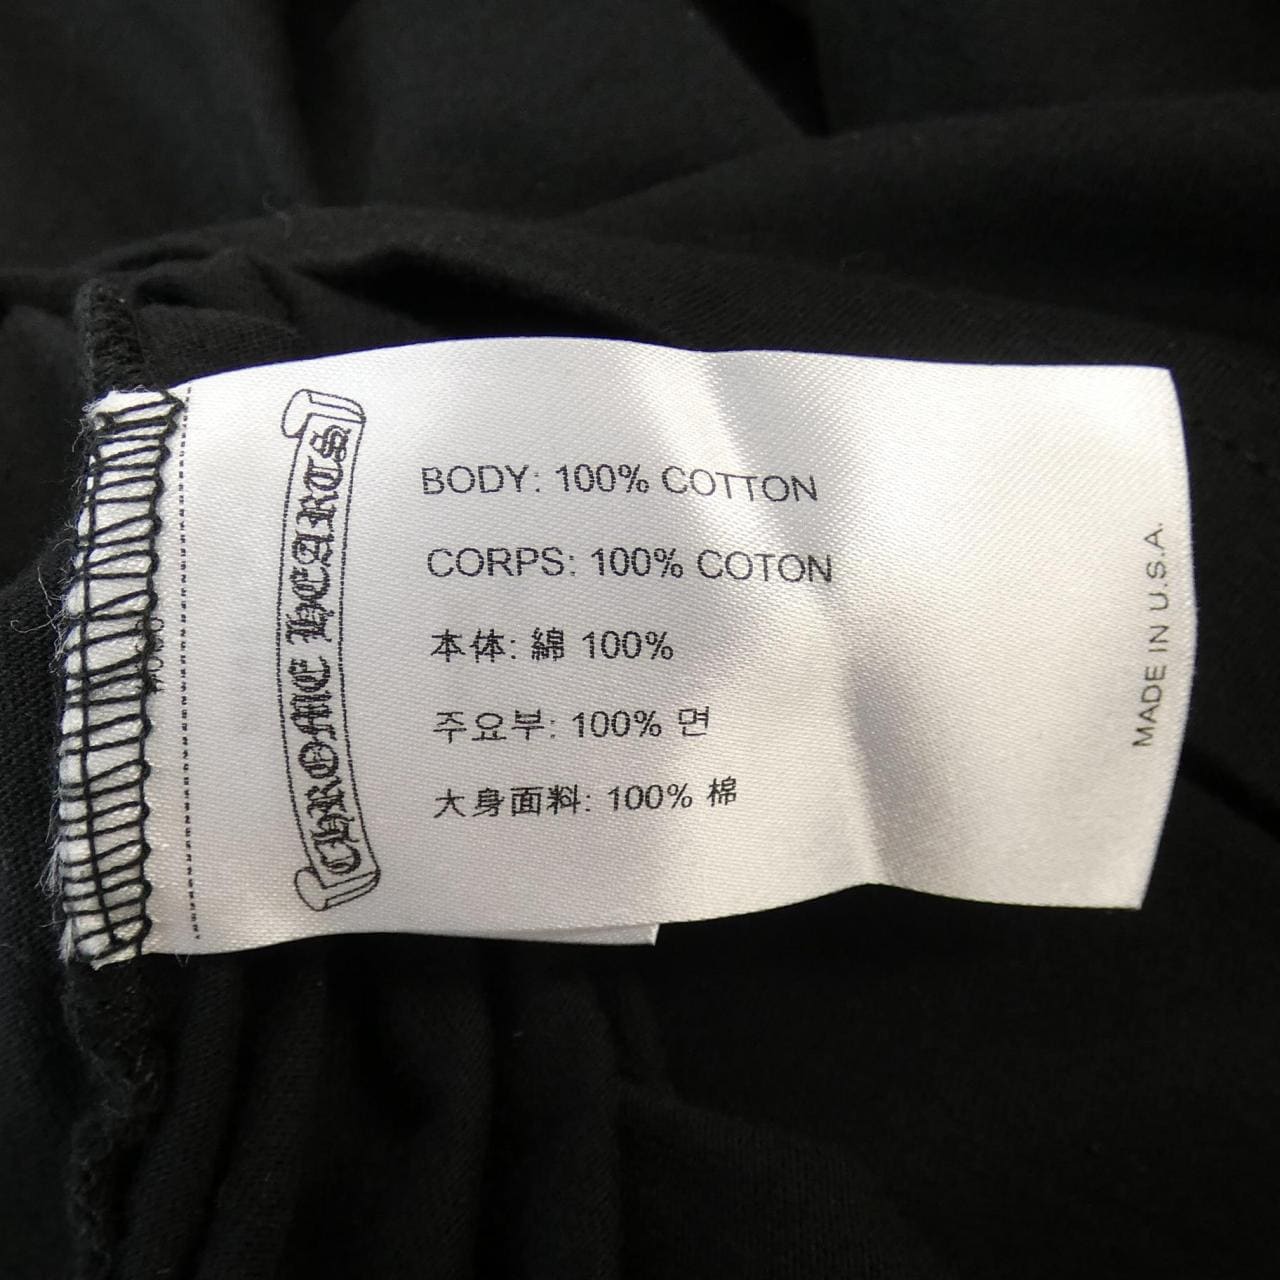 CHROME HEARTS
BODY: 100% COTTON
CORPS: 100% COTON
本体: 綿 100%
주요부: 100% 면
大身面料: 100% 棉
MADE IN U.S.A.